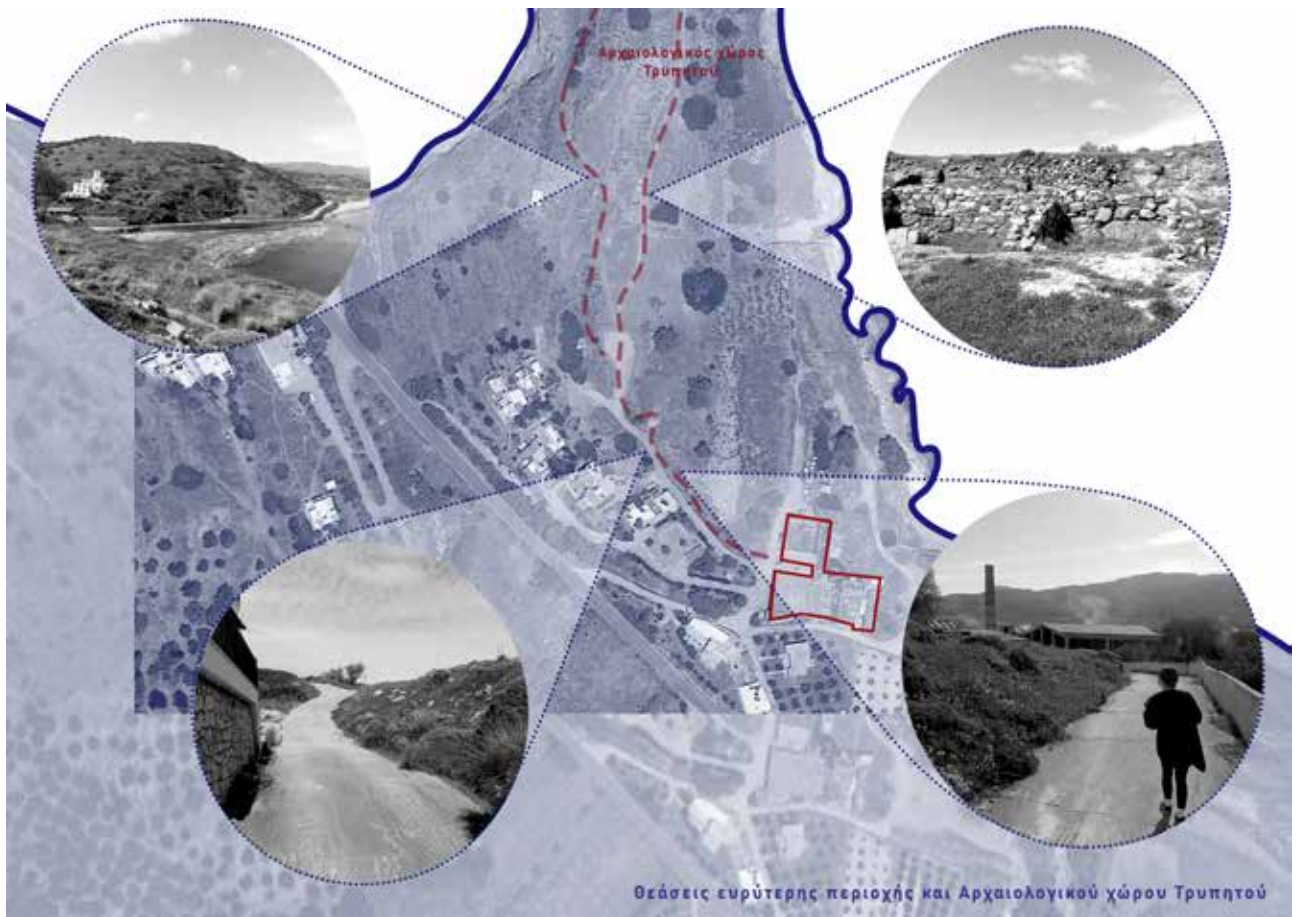 Αρχαιολογικός χώρος
Τρυπητού
Θεάσεις ευρύτερης περιοχής και Αρχαιολογικού χώρου Τρυπητού